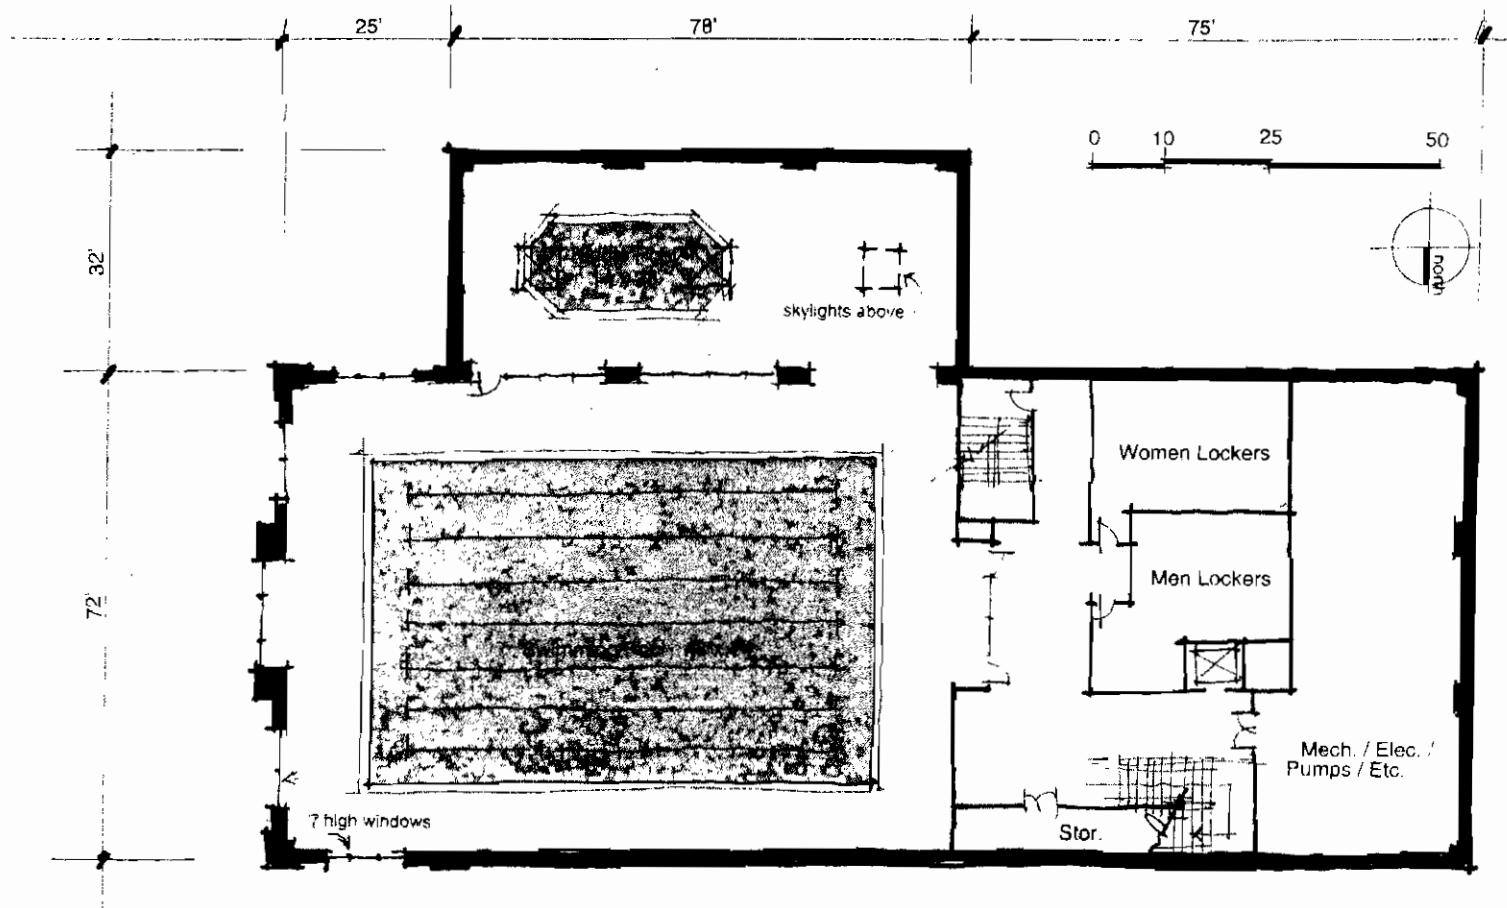 25'
78'
75'
0 10 25 50
32'
north
skylights above
Women Lockers
Men Lockers
72'
Mech. / Elec. /
Pumps / Etc.
? high windows
Stor.